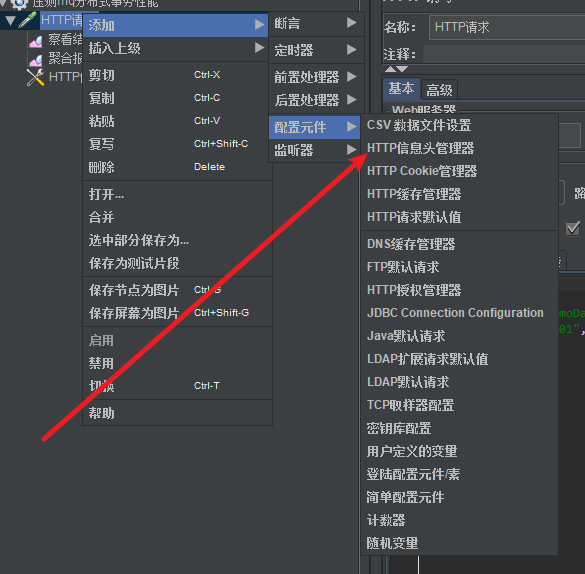 压测mq分布式事务性能
HTTP请
察看结
聚合报
HTTP信
添加
插入上级
剪切 Ctrl-X
复制 Ctrl-C
粘贴 Ctrl-V
复写 Ctrl+Shift-C
删除 Delete
打开...
合并
选中部分保存为...
保存为测试片段
保存节点为图片 Ctrl-G
保存屏幕为图片 Ctrl+Shift-G
启用
禁用
切换 Ctrl-T
帮助
断言
定时器
前置处理器
后置处理器
配置元件
监听器
CSV 数据文件设置
HTTP信息头管理器
HTTP Cookie管理器
HTTP缓存管理器
HTTP请求默认值
DNS缓存管理器
FTP默认请求
HTTP授权管理器
JDBC Connection Configuration
Java默认请求
LDAP扩展请求默认值
LDAP默认请求
TCP取样器配置
密钥库配置
用户定义的变量
登陆配置元件/素
简单配置元件
计数器
随机变量
名称: HTTP请求
注释:
基本 高级
Web服务器
路
moDa
01",